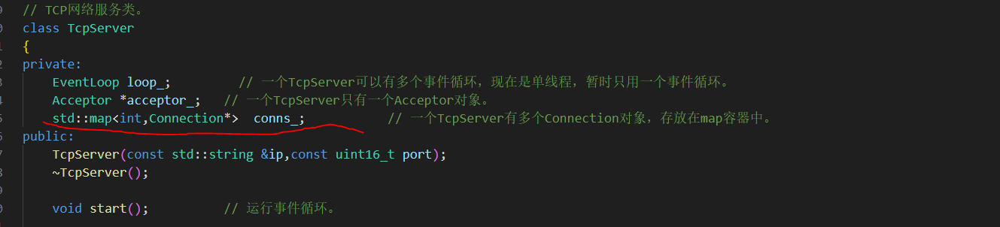 // TCP网络服务类。
class TcpServer
{
private:
    EventLoop loop_;          // 一个TcpServer可以有多个事件循环，现在是单线程，暂时只用一个事件循环。
    Acceptor *acceptor_;   // 一个TcpServer只有一个Acceptor对象。
    std::map<int,Connection*>  conns_;           // 一个TcpServer有多个Connection对象，存放在map容器中。
public:
    TcpServer(const std::string &ip,const uint16_t port);
    ~TcpServer();
    void start();          // 运行事件循环。